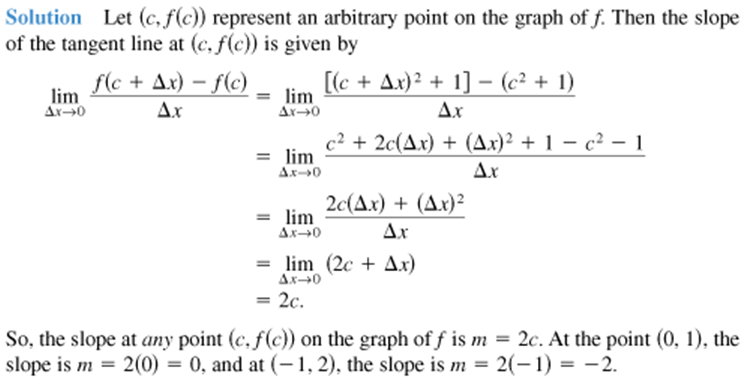 Solution Let (c, f(c)) represent an arbitrary point on the graph of f. Then the slope
of the tangent line at (c, f(c)) is given by
lim Δx→0 f(c + Δx) − f(c) / Δx = lim Δx→0 [(c + Δx)² + 1] − (c² + 1) / Δx
= lim Δx→0 c² + 2c(Δx) + (Δx)² + 1 − c² − 1 / Δx
= lim Δx→0 2c(Δx) + (Δx)² / Δx
= lim Δx→0 (2c + Δx)
= 2c.
So, the slope at any point (c, f(c)) on the graph of f is m = 2c. At the point (0, 1), the
slope is m = 2(0) = 0, and at (−1, 2), the slope is m = 2(−1) = −2.